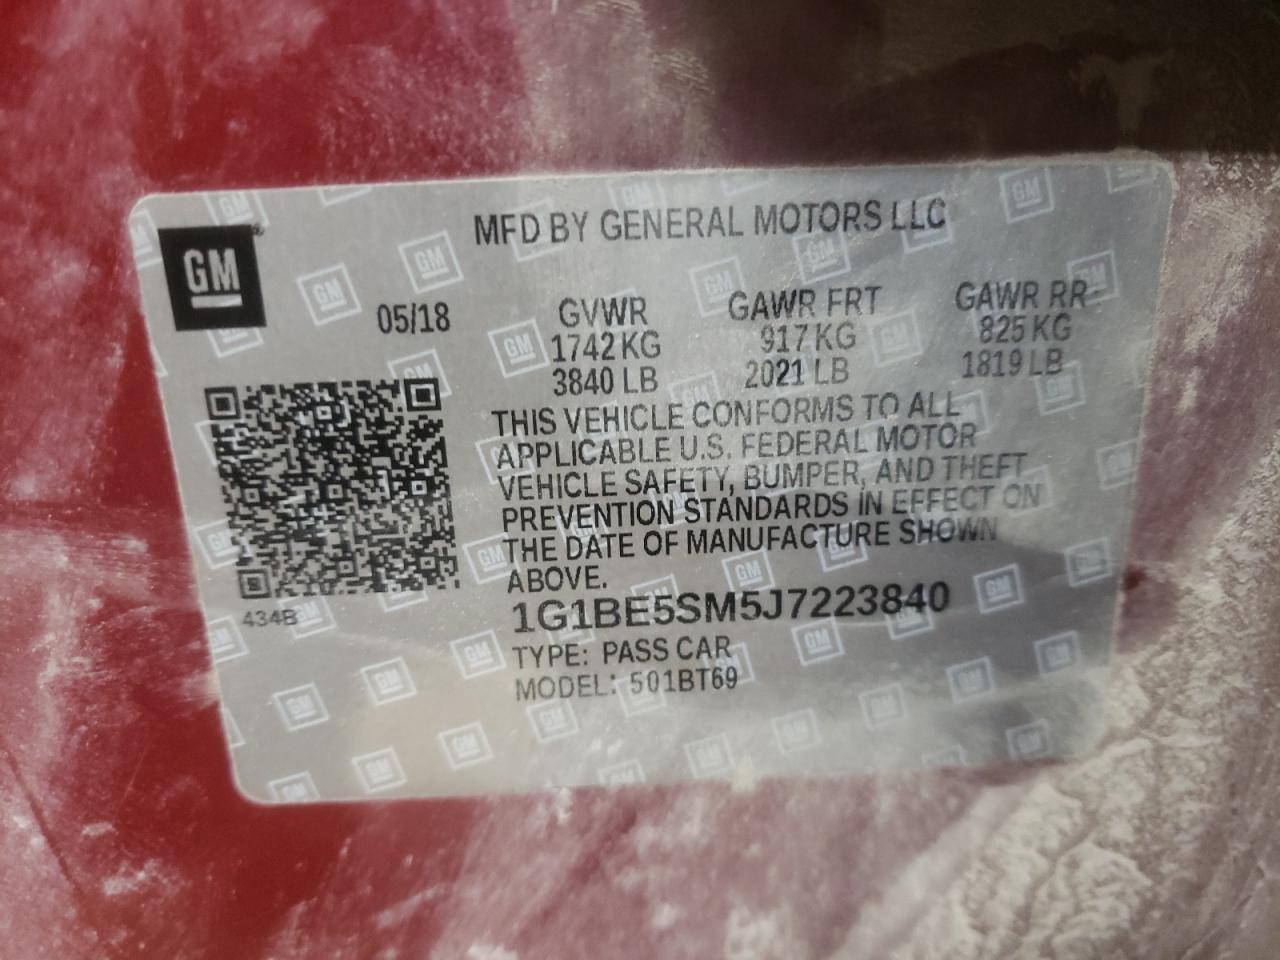 MFD BY GENERAL MOTORS LLC
GM
05/18
GVWR GAWR FRT GAWR RR
1742 KG 917 KG 825 KG
3840 LB 2021 LB 1819 LB
THIS VEHICLE CONFORMS TO ALL
APPLICABLE U.S. FEDERAL MOTOR
VEHICLE SAFETY, BUMPER, AND THEFT
PREVENTION STANDARDS IN EFFECT ON
THE DATE OF MANUFACTURE SHOWN
ABOVE.
434B
1G1BE5SM5J7223840
TYPE: PASS CAR
MODEL: 501BT69